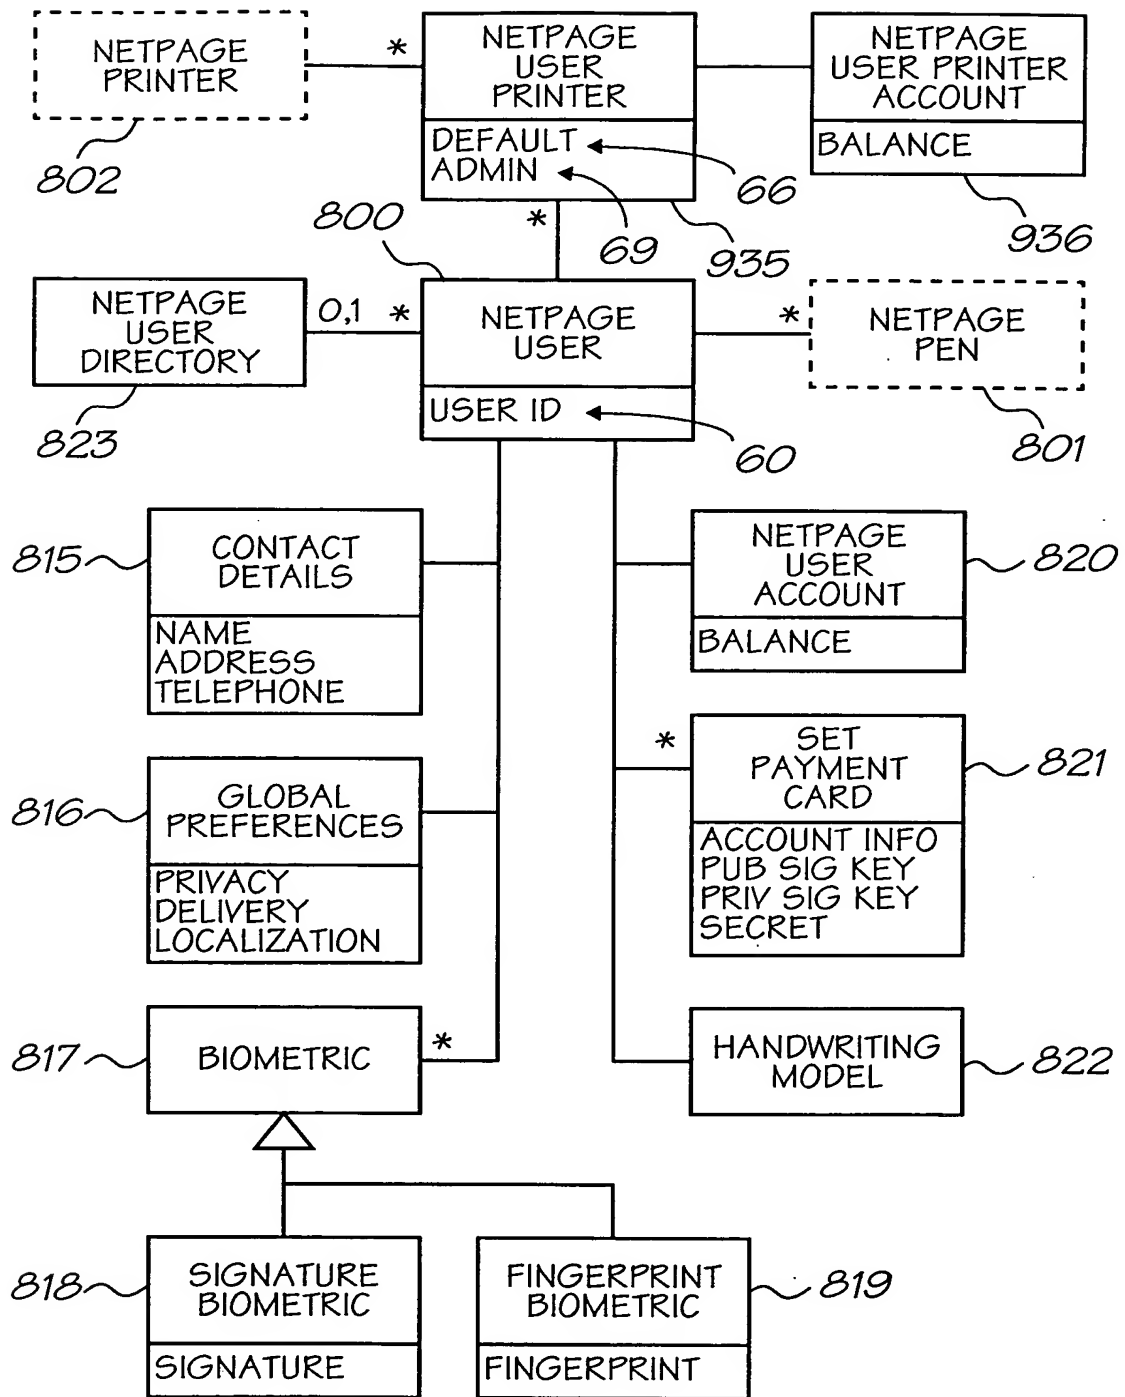 NETPAGE
PRINTER
802
*
NETPAGE
USER
PRINTER
DEFAULT
ADMIN
66
69
935
NETPAGE
USER PRINTER
ACCOUNT
BALANCE
936
*
800
NETPAGE
USER
DIRECTORY
823
0,1
*
NETPAGE
USER
USER ID
60
*
NETPAGE
PEN
801
815
CONTACT
DETAILS
NAME
ADDRESS
TELEPHONE
NETPAGE
USER
ACCOUNT
BALANCE
820
816
GLOBAL
PREFERENCES
PRIVACY
DELIVERY
LOCALIZATION
*
SET
PAYMENT
CARD
ACCOUNT INFO
PUB SIG KEY
PRIV SIG KEY
SECRET
821
817
BIOMETRIC
*
HANDWRITING
MODEL
822
818
SIGNATURE
BIOMETRIC
SIGNATURE
FINGERPRINT
BIOMETRIC
FINGERPRINT
819